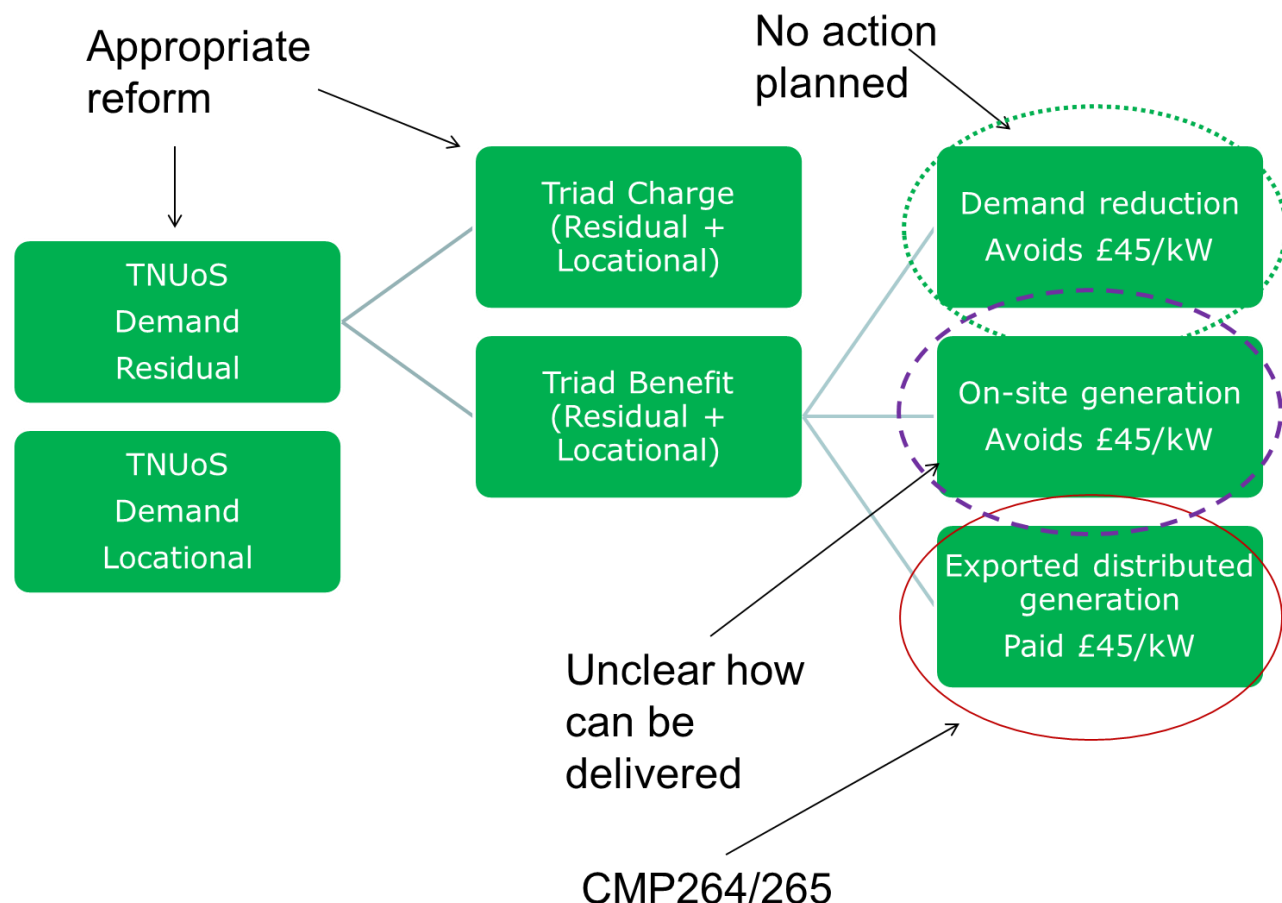 Appropriate
reform
No action
planned
TNUoS
Demand
Residual
TNUoS
Demand
Locational
Triad Charge
(Residual +
Locational)
Triad Benefit
(Residual +
Locational)
Demand reduction
Avoids £45/kW
On-site generation
Avoids £45/kW
Exported distributed
generation
Paid £45/kW
Unclear how
can be
delivered
CMP264/265